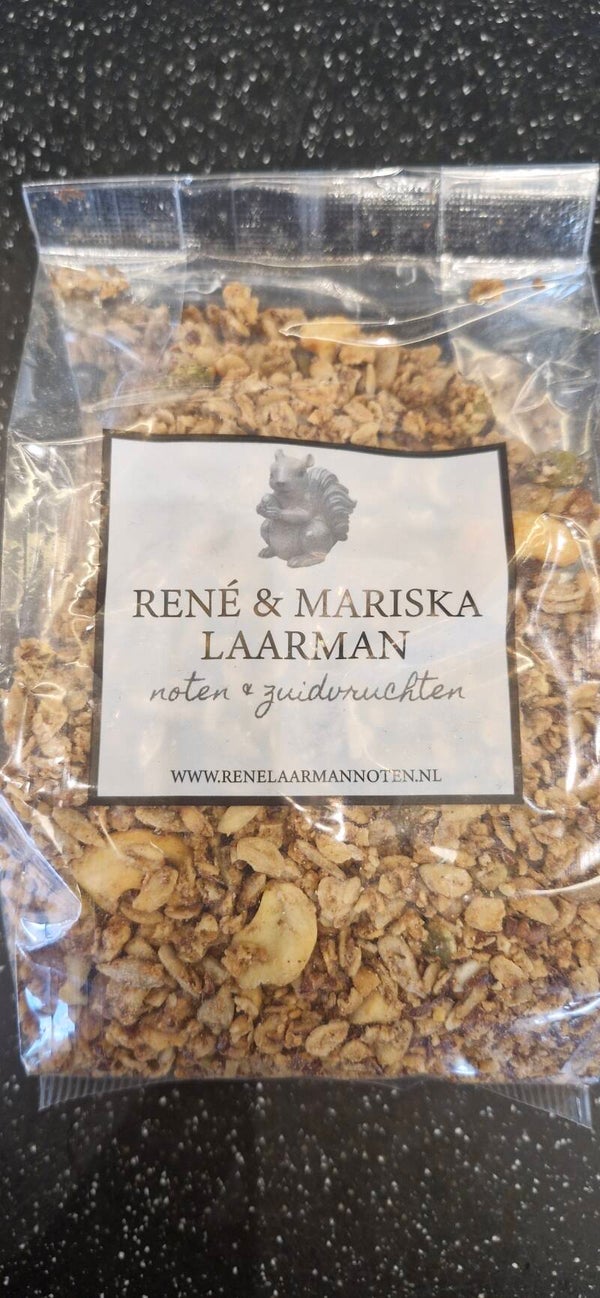 RENÉ & MARISKA
LAARMAN
noten & zuidvruchten
WWW.RENELAARMANNOTEN.NL